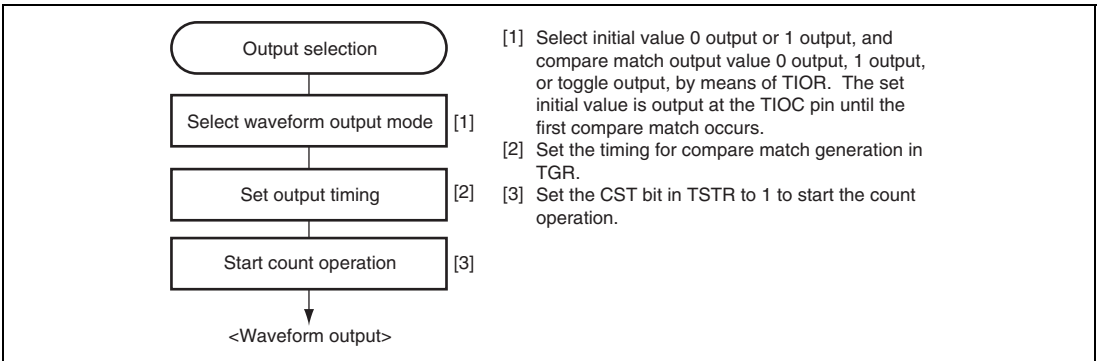 Output selection
Select waveform output mode [1]
Set output timing [2]
Start count operation [3]
<Waveform output>
[1] Select initial value 0 output or 1 output, and
compare match output value 0 output, 1 output,
or toggle output, by means of TIOR. The set
initial value is output at the TIOC pin until the
first compare match occurs.
[2] Set the timing for compare match generation in
TGR.
[3] Set the CST bit in TSTR to 1 to start the count
operation.